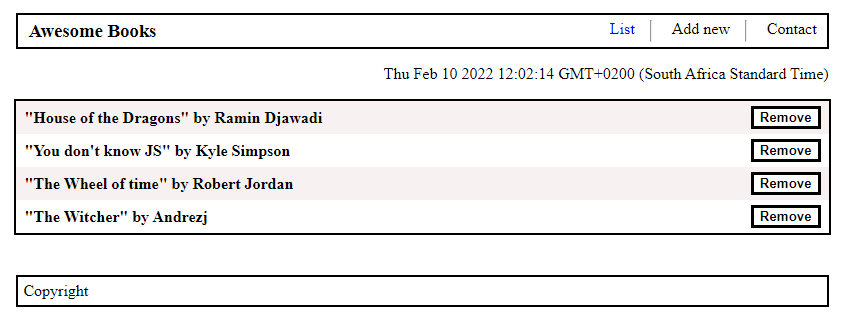 Awesome Books List Add new Contact
Thu Feb 10 2022 12:02:14 GMT+0200 (South Africa Standard Time)
"House of the Dragons" by Ramin Djawadi Remove
"You don't know JS" by Kyle Simpson Remove
"The Wheel of time" by Robert Jordan Remove
"The Witcher" by Andrezj Remove
Copyright